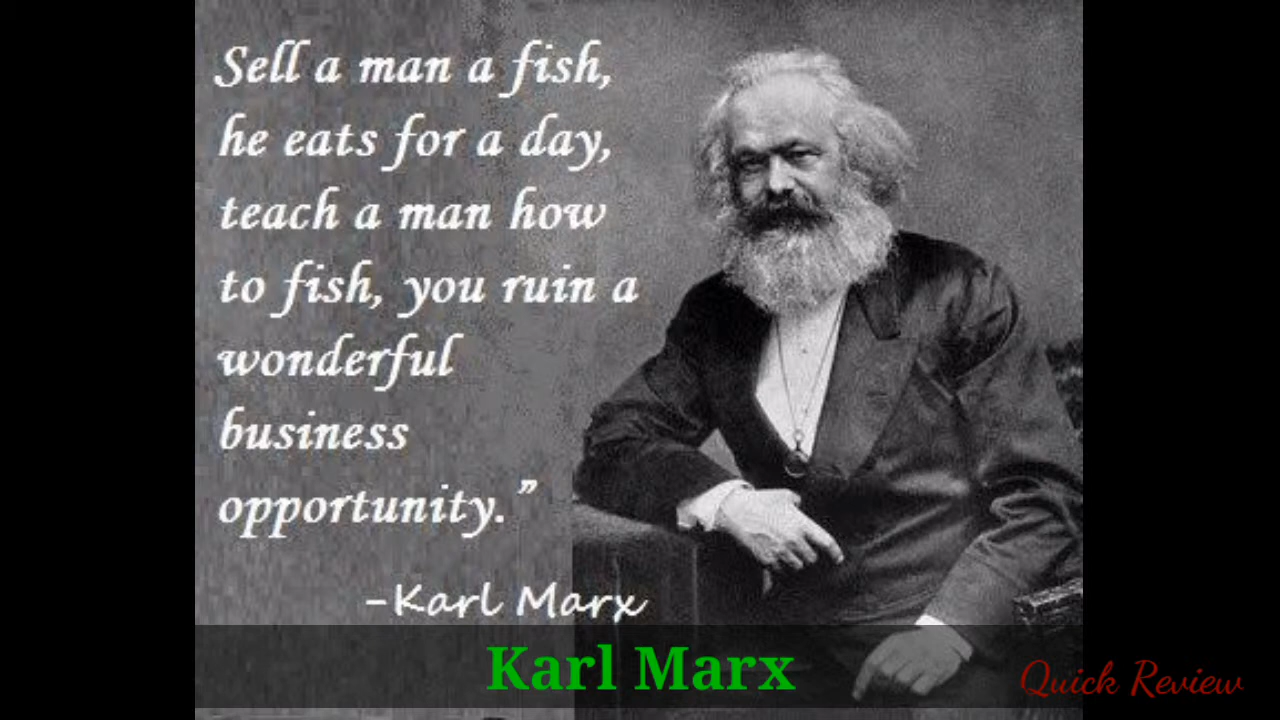 Sell a man a fish,
he eats for a day,
teach a man how
to fish, you ruin a
wonderful
business
opportunity.”
-Karl Marx
Karl Marx
Quick Review